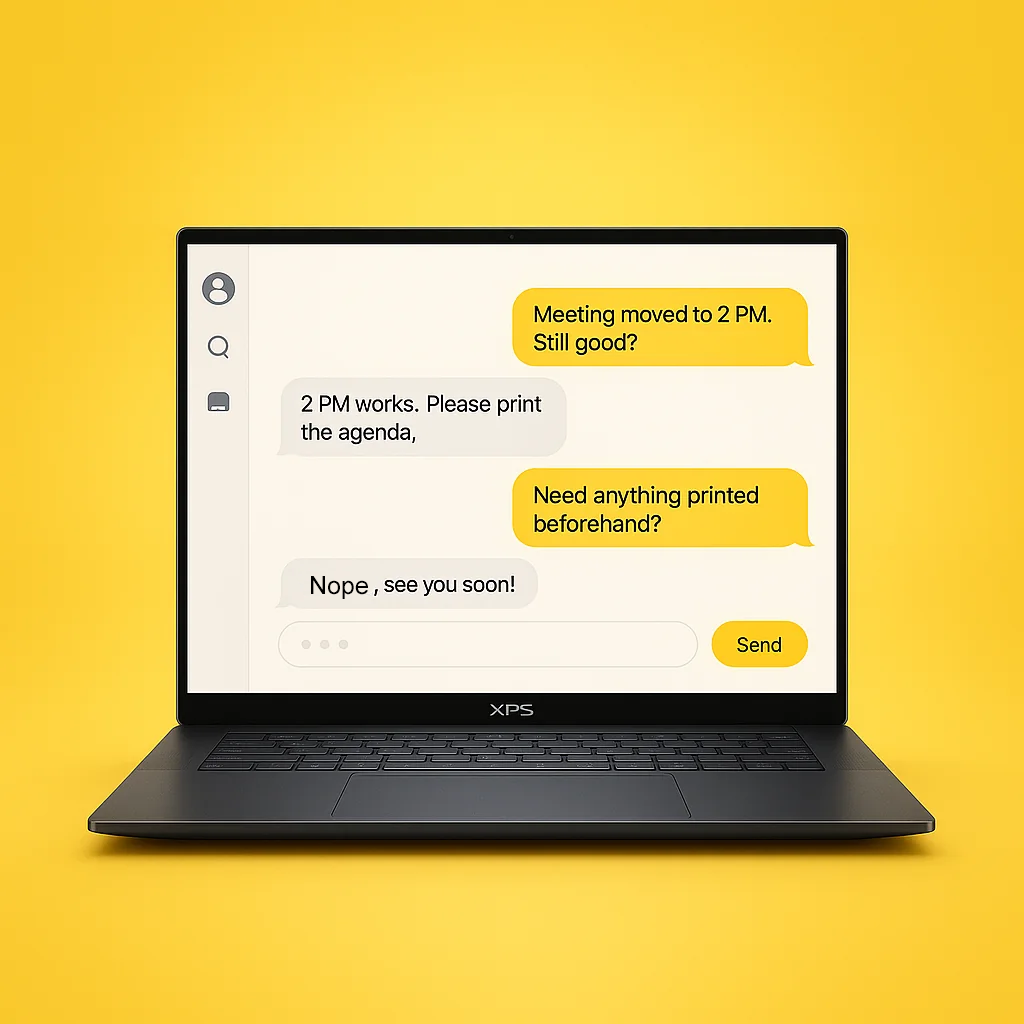 Meeting moved to 2 PM.
Still good?
2 PM works. Please print
the agenda,
Need anything printed
beforehand?
Nope , see you soon!
Send
XPS